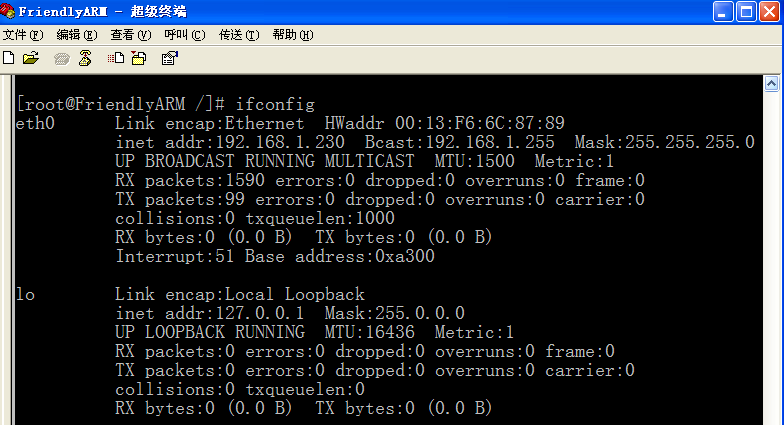 FriendlyARM - 超级终端
文件(F) 编辑(E) 查看(V) 呼叫(C) 传送(T) 帮助(H)
[root@FriendlyARM /]# ifconfig
eth0      Link encap:Ethernet  HWaddr 00:13:F6:6C:87:89
          inet addr:192.168.1.230  Bcast:192.168.1.255  Mask:255.255.255.0
          UP BROADCAST RUNNING MULTICAST  MTU:1500  Metric:1
          RX packets:1590 errors:0 dropped:0 overruns:0 frame:0
          TX packets:99 errors:0 dropped:0 overruns:0 carrier:0
          collisions:0 txqueuelen:1000
          RX bytes:0 (0.0 B)  TX bytes:0 (0.0 B)
          Interrupt:51 Base address:0xa300
lo        Link encap:Local Loopback
          inet addr:127.0.0.1  Mask:255.0.0.0
          UP LOOPBACK RUNNING  MTU:16436  Metric:1
          RX packets:0 errors:0 dropped:0 overruns:0 frame:0
          TX packets:0 errors:0 dropped:0 overruns:0 carrier:0
          collisions:0 txqueuelen:0
          RX bytes:0 (0.0 B)  TX bytes:0 (0.0 B)